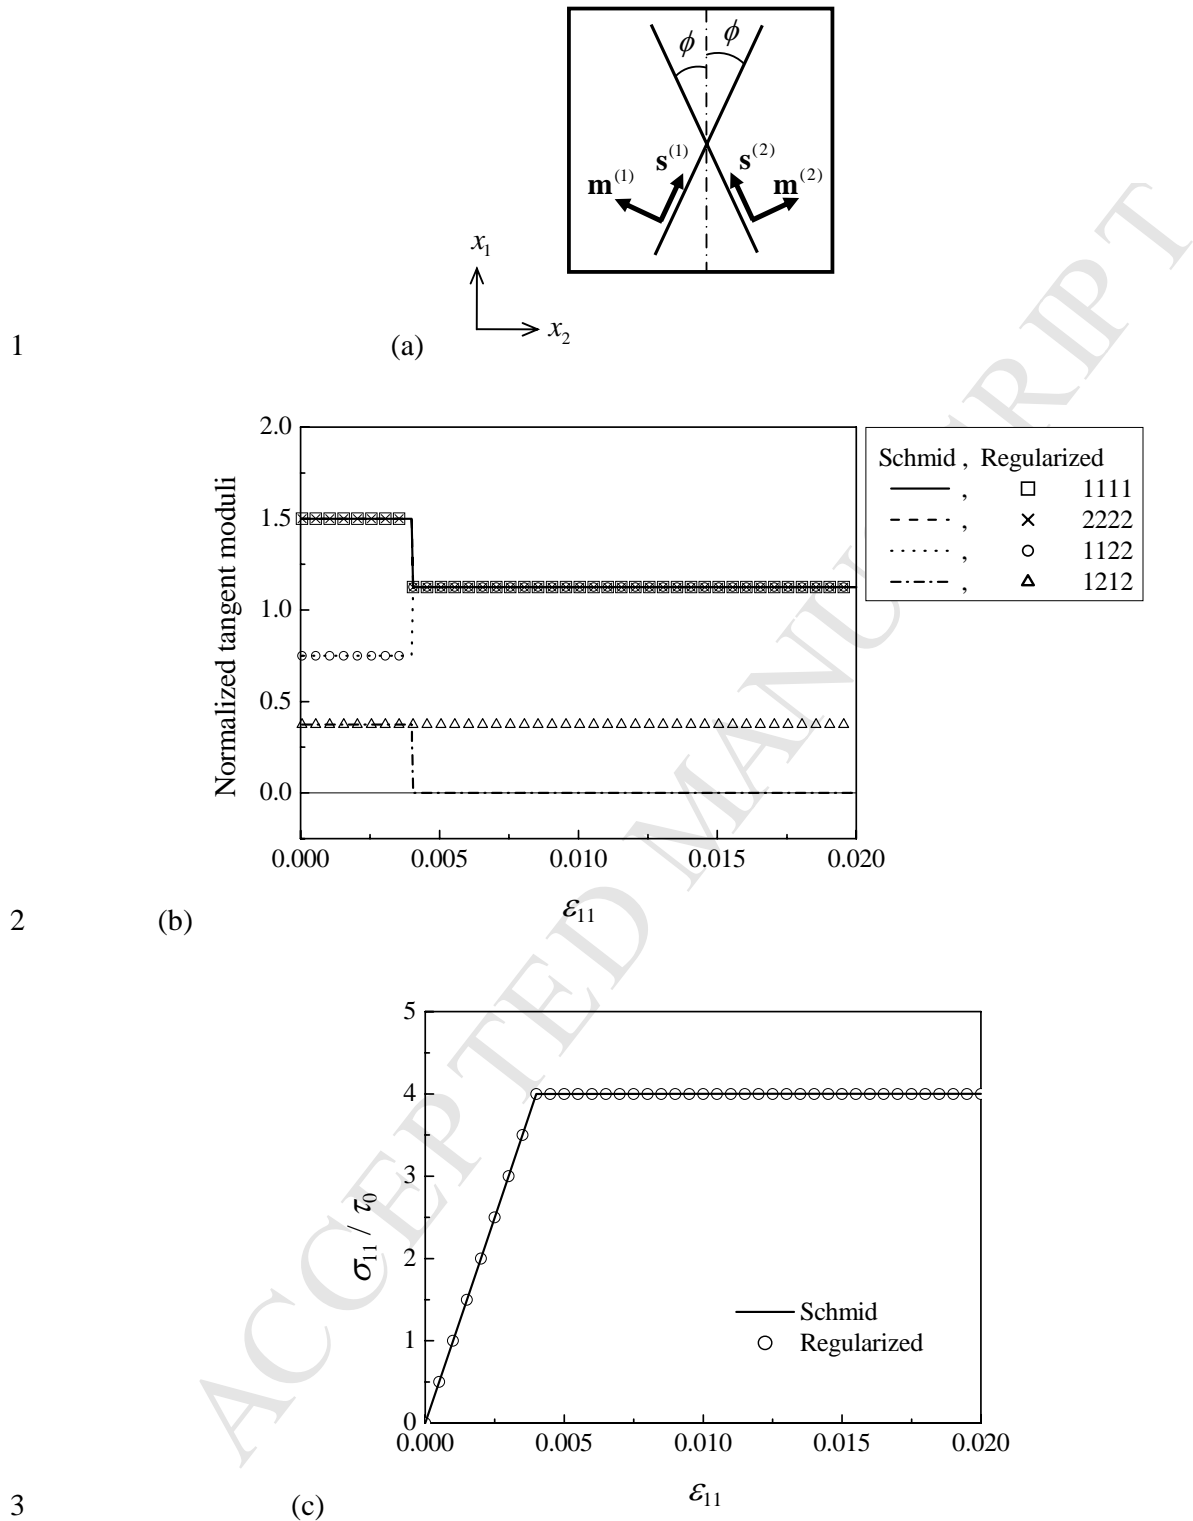 ϕ ϕ
s(1) s(2)
m(1) m(2)
x1
x2
1 (a)
2.0
1.5
1.0
0.5
0.0
Normalized tangent moduli
0.000 0.005 0.010 0.015 0.020
ε11
Schmid , Regularized
, 1111
, 2222
, 1122
, 1212
2 (b)
5
4
3
2
1
0
σ11 / τ0
Schmid
Regularized
0.000 0.005 0.010 0.015 0.020
ε11
3 (c)
ACCEPTED MANUSCRIPT